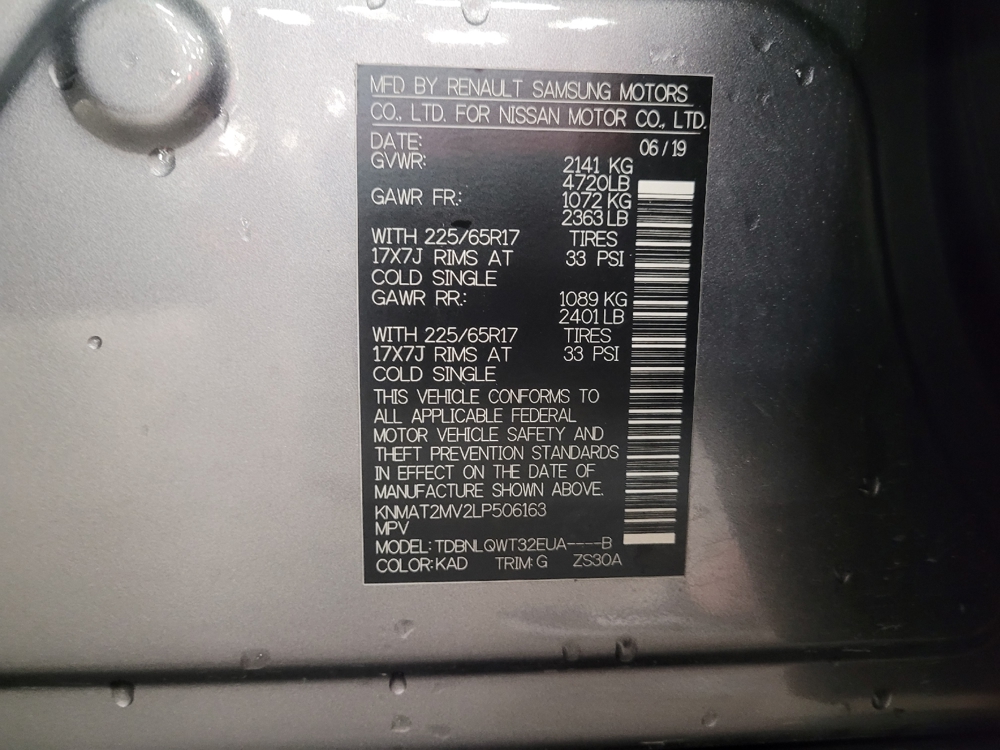 MFD BY RENAULT SAMSUNG MOTORS
CO., LTD. FOR NISSAN MOTOR CO., LTD.
DATE: 06/19
GVWR: 2141 KG
4720LB
GAWR FR.: 1072 KG
2363LB
WITH 225/65R17 TIRES
17X7J RIMS AT 33 PSI
COLD SINGLE
GAWR RR.: 1089 KG
2401LB
WITH 225/65R17 TIRES
17X7J RIMS AT 33 PSI
COLD SINGLE
THIS VEHICLE CONFORMS TO
ALL APPLICABLE FEDERAL
MOTOR VEHICLE SAFETY AND
THEFT PREVENTION STANDARDS
IN EFFECT ON THE DATE OF
MANUFACTURE SHOWN ABOVE.
KNMAT2MV2LP506163
MPV
MODEL: TDBNLQWT32EUA----B
COLOR: KAD TRIM: G ZS30A